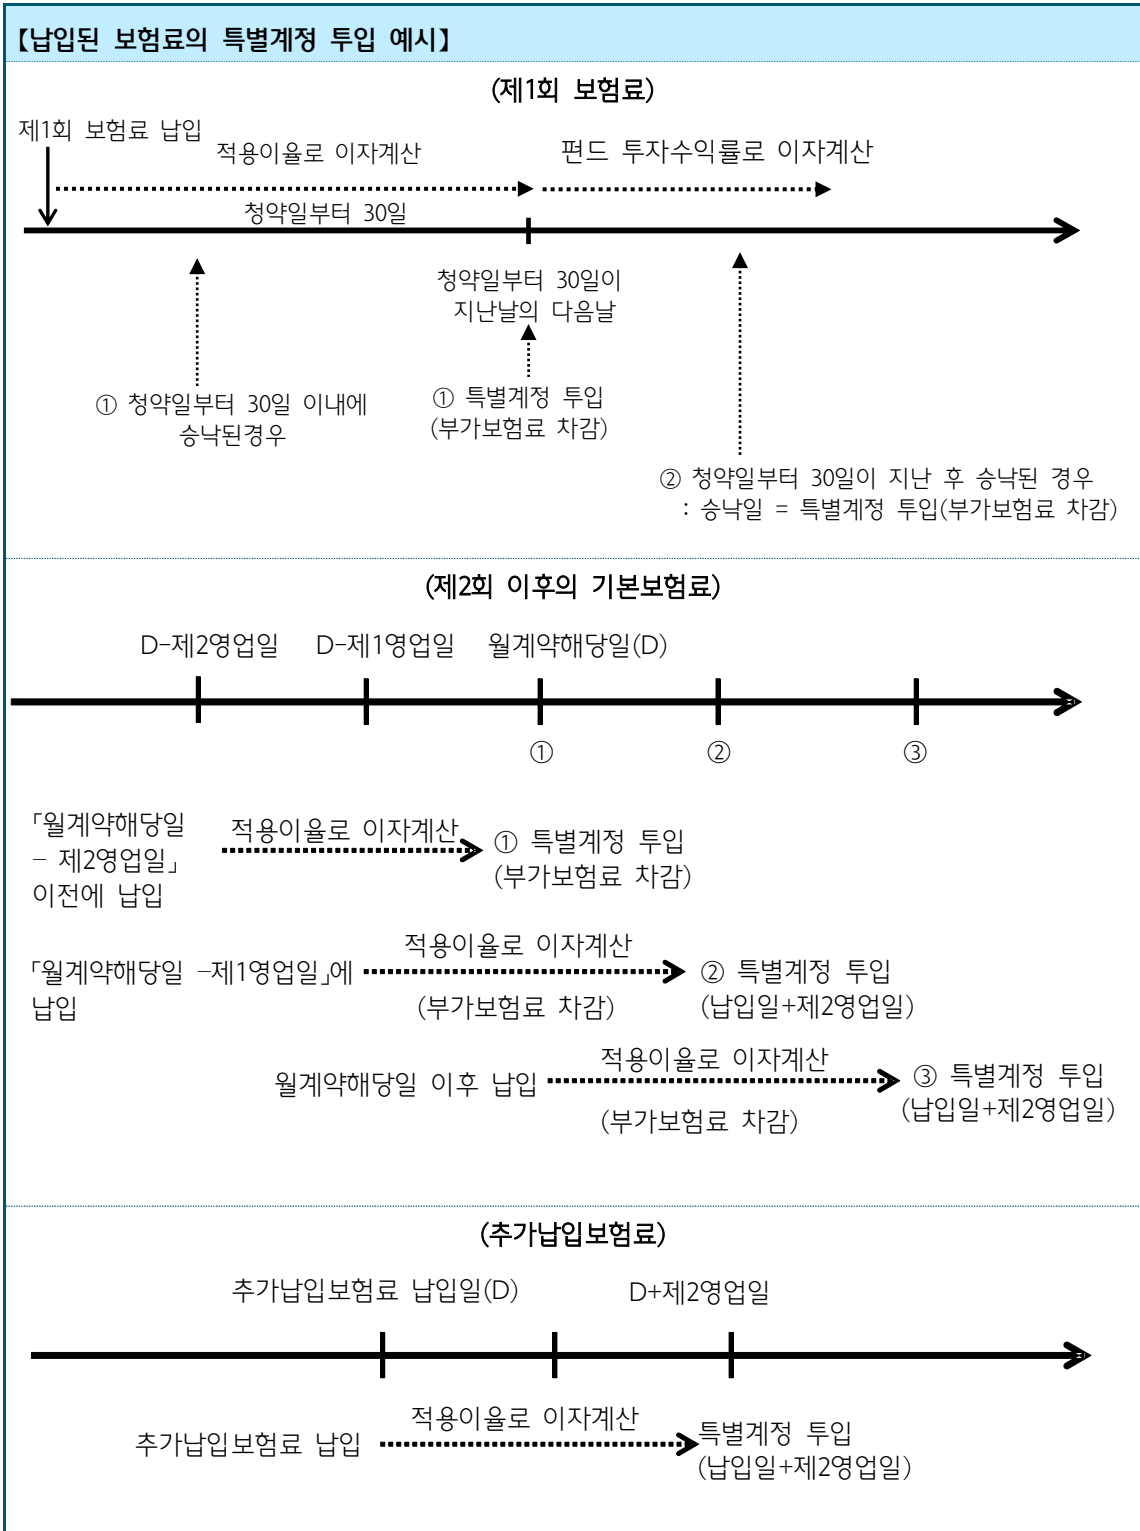 【납입된 보험료의 특별계정 투입 예시】
(제1회 보험료)
제1회 보험료 납입
적용이율로 이자계산
펀드 투자수익률로 이자계산
청약일부터 30일
청약일부터 30일이
지난날의 다음날
① 청약일부터 30일 이내에
승낙된경우
① 특별계정 투입
(부가보험료 차감)
② 청약일부터 30일이 지난 후 승낙된 경우
: 승낙일 = 특별계정 투입(부가보험료 차감)
(제2회 이후의 기본보험료)
D-제2영업일
D-제1영업일
월계약해당일(D)
①
②
③
「월계약해당일
- 제2영업일」
이전에 납입
적용이율로 이자계산
① 특별계정 투입
(부가보험료 차감)
「월계약해당일 -제1영업일」에
납입
적용이율로 이자계산
(부가보험료 차감)
② 특별계정 투입
(납입일+제2영업일)
월계약해당일 이후 납입
적용이율로 이자계산
(부가보험료 차감)
③ 특별계정 투입
(납입일+제2영업일)
(추가납입보험료)
추가납입보험료 납입일(D)
D+제2영업일
추가납입보험료 납입
적용이율로 이자계산
특별계정 투입
(납입일+제2영업일)